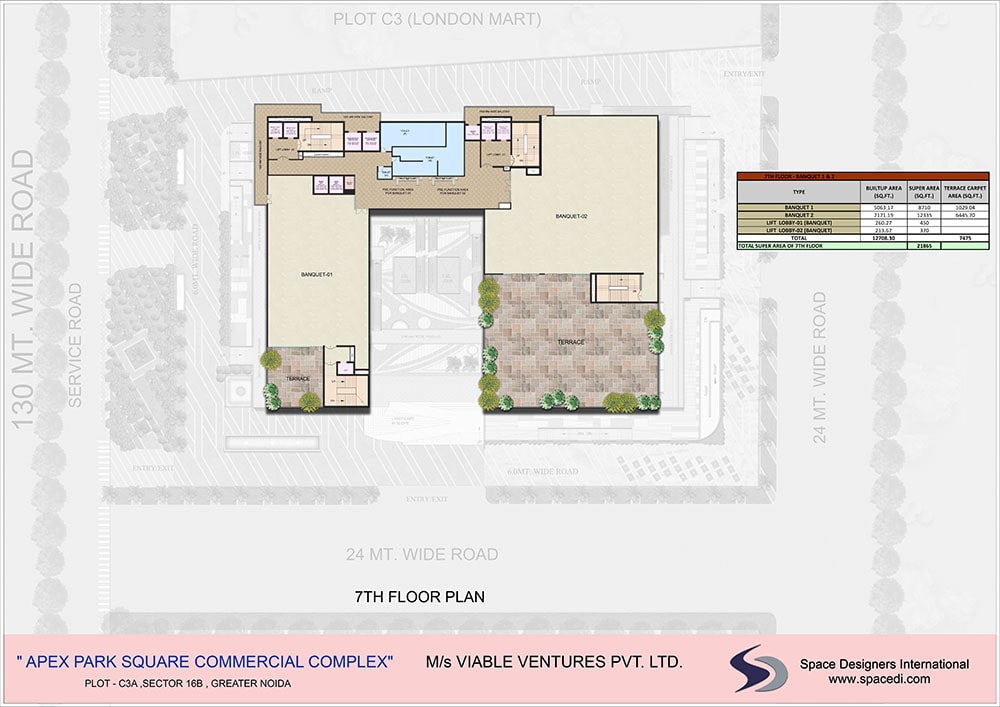 PLOT C3 (LONDON MART)
ENTRY/EXIT
RAMP
RAMP
130 MT. WIDE ROAD
SERVICE ROAD
BANQUET-02
BANQUET-01
TERRACE
TERRACE
7TH FLOOR - BANQUET 1 & 2
TYPE BUILTUP AREA (SQ.FT.) SUPER AREA (SQ.FT.) TERRACE CARPET AREA (SQ.FT.)
BANQUET 1 5063.17 8710 1029.04
BANQUET 2 7171.19 12335 6445.70
LIFT LOBBY-01 (BANQUET) 260.27 450
LIFT LOBBY-02 (BANQUET) 213.67 370
TOTAL 12708.30 7475
TOTAL SUPER AREA OF 7TH FLOOR 21865
24 MT. WIDE ROAD
ENTRY/EXIT
6.0MT. WIDE ROAD
ENTRY/EXIT
24 MT. WIDE ROAD
7TH FLOOR PLAN
" APEX PARK SQUARE COMMERCIAL COMPLEX"
PLOT - C3A ,SECTOR 16B , GREATER NOIDA
M/s VIABLE VENTURES PVT. LTD.
Space Designers International
www.spacedi.com